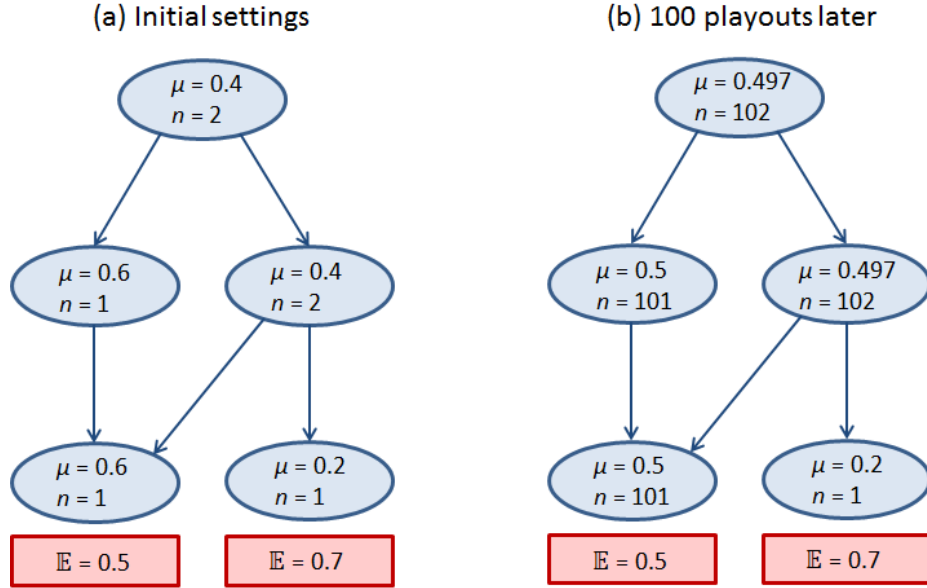 (a) Initial settings
(b) 100 playouts later
μ = 0.4
n = 2
μ = 0.497
n = 102
μ = 0.6
n = 1
μ = 0.4
n = 2
μ = 0.5
n = 101
μ = 0.497
n = 102
μ = 0.6
n = 1
μ = 0.2
n = 1
μ = 0.5
n = 101
μ = 0.2
n = 1
𝔼 = 0.5
𝔼 = 0.7
𝔼 = 0.5
𝔼 = 0.7